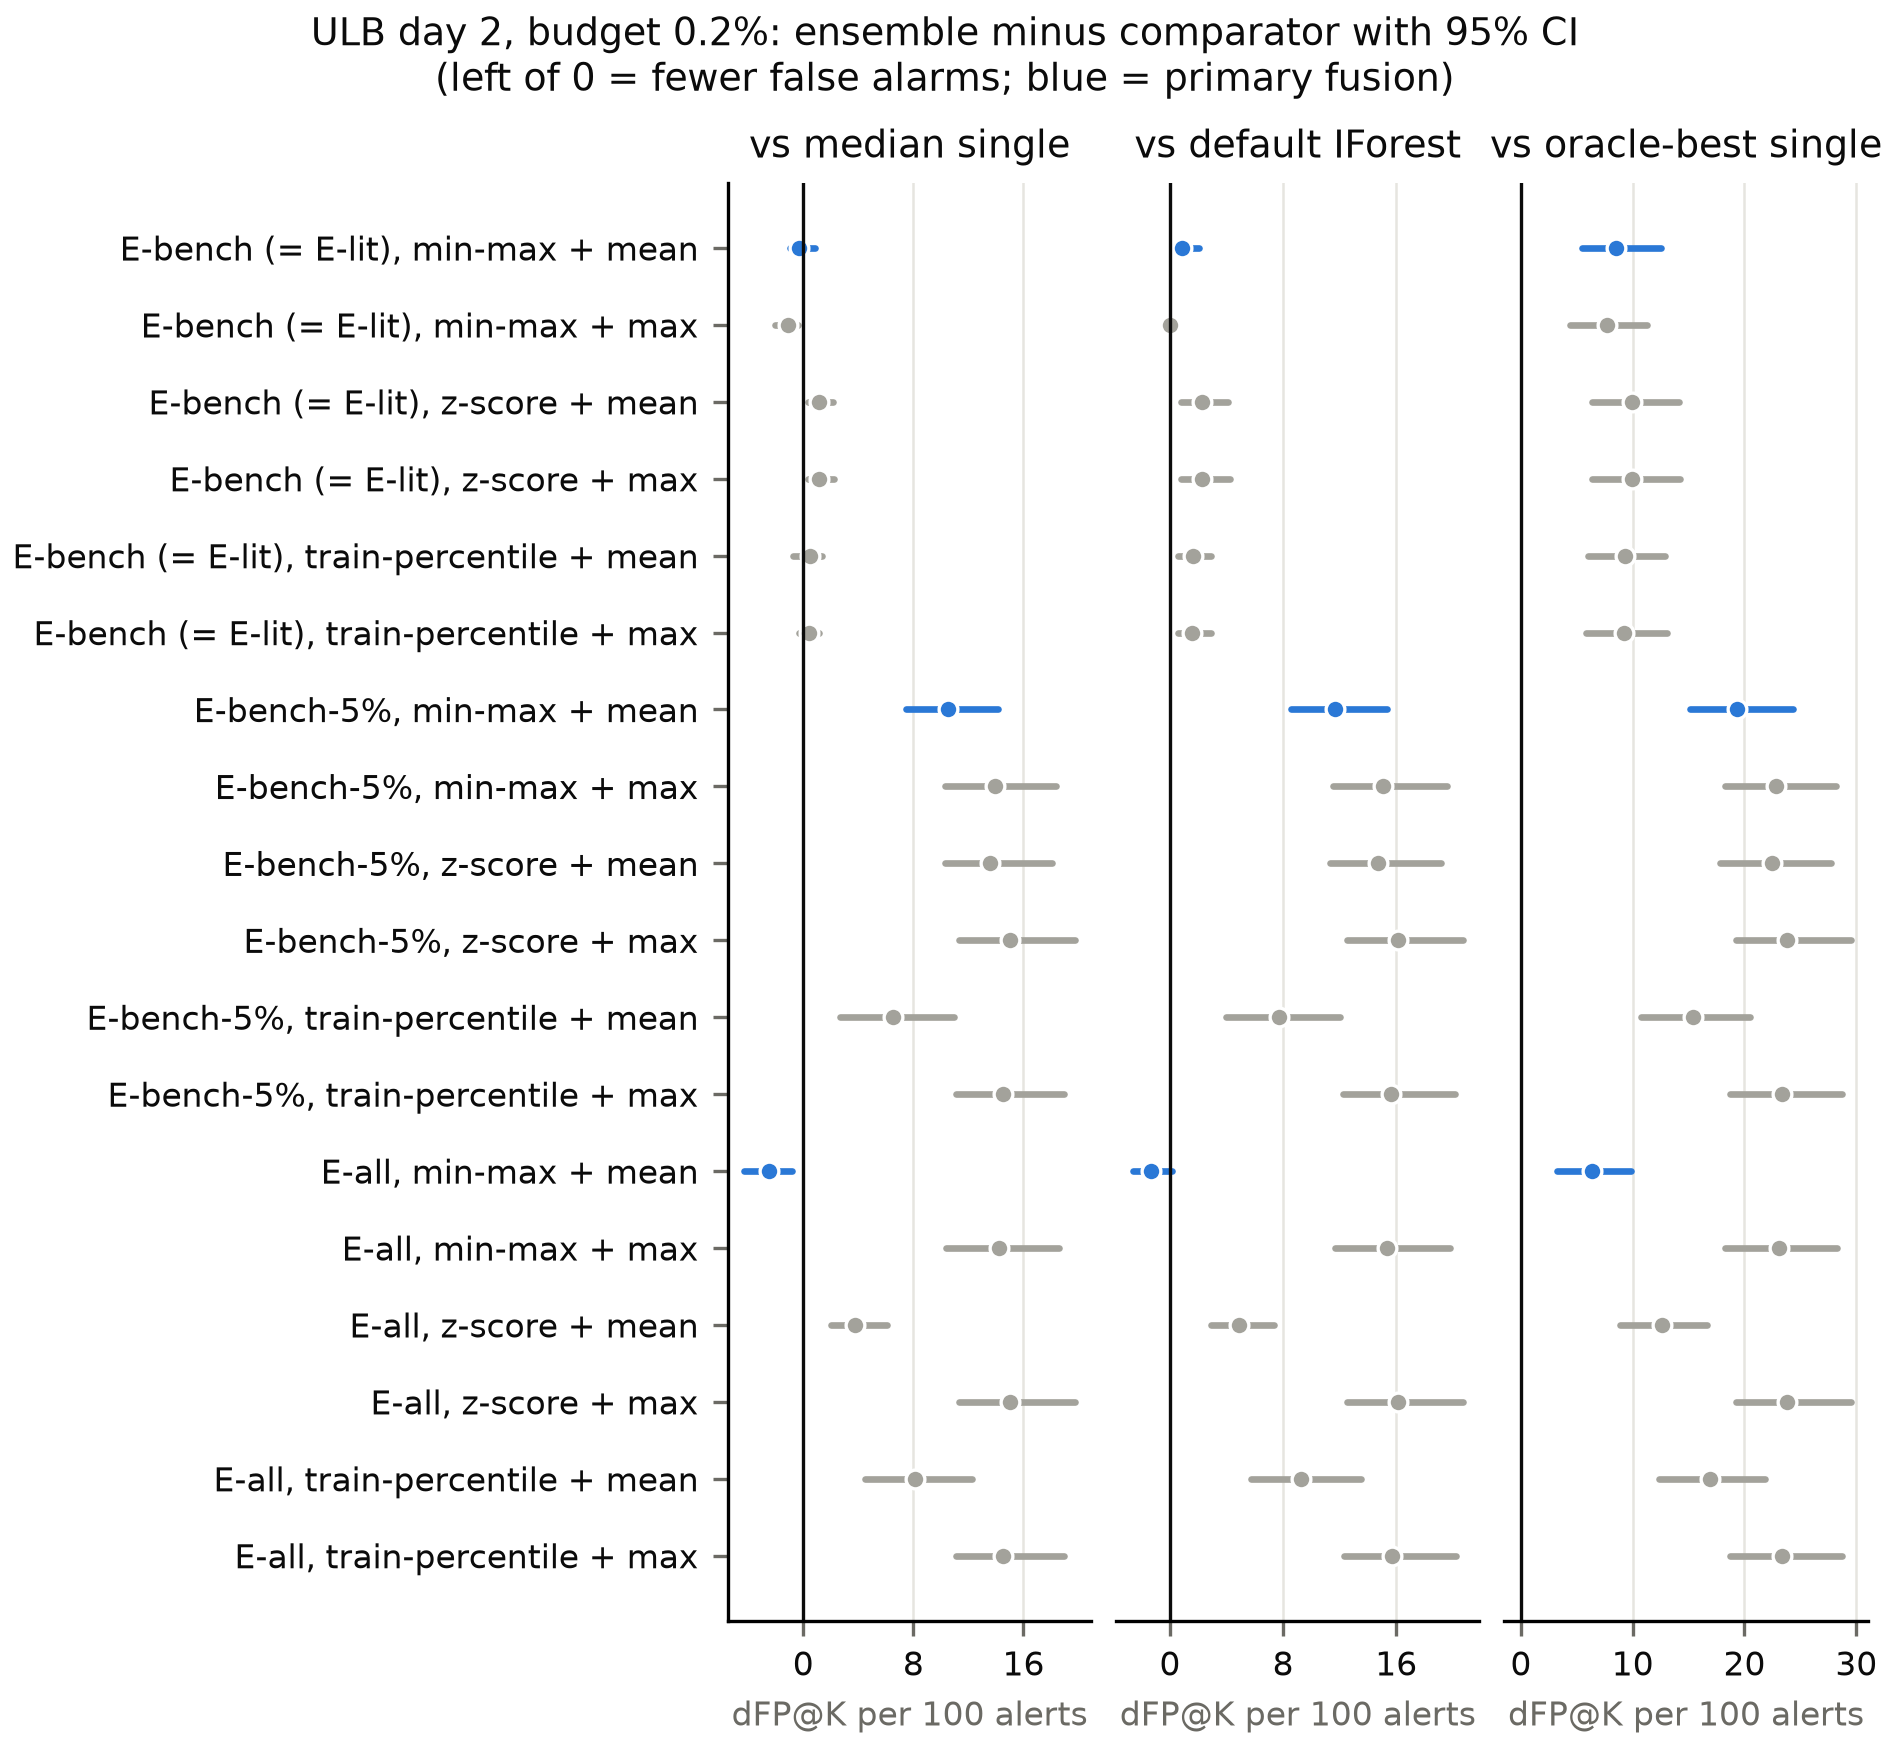 ULB day 2, budget 0.2%: ensemble minus comparator with 95% CI
(left of 0 = fewer false alarms; blue = primary fusion)
vs median single
vs default IForest
vs oracle-best single
E-bench (= E-lit), min-max + mean
E-bench (= E-lit), min-max + max
E-bench (= E-lit), z-score + mean
E-bench (= E-lit), z-score + max
E-bench (= E-lit), train-percentile + mean
E-bench (= E-lit), train-percentile + max
E-bench-5%, min-max + mean
E-bench-5%, min-max + max
E-bench-5%, z-score + mean
E-bench-5%, z-score + max
E-bench-5%, train-percentile + mean
E-bench-5%, train-percentile + max
E-all, min-max + mean
E-all, min-max + max
E-all, z-score + mean
E-all, z-score + max
E-all, train-percentile + mean
E-all, train-percentile + max
0 8 16
0 8 16
0 10 20 30
dFP@K per 100 alerts
dFP@K per 100 alerts
dFP@K per 100 alerts